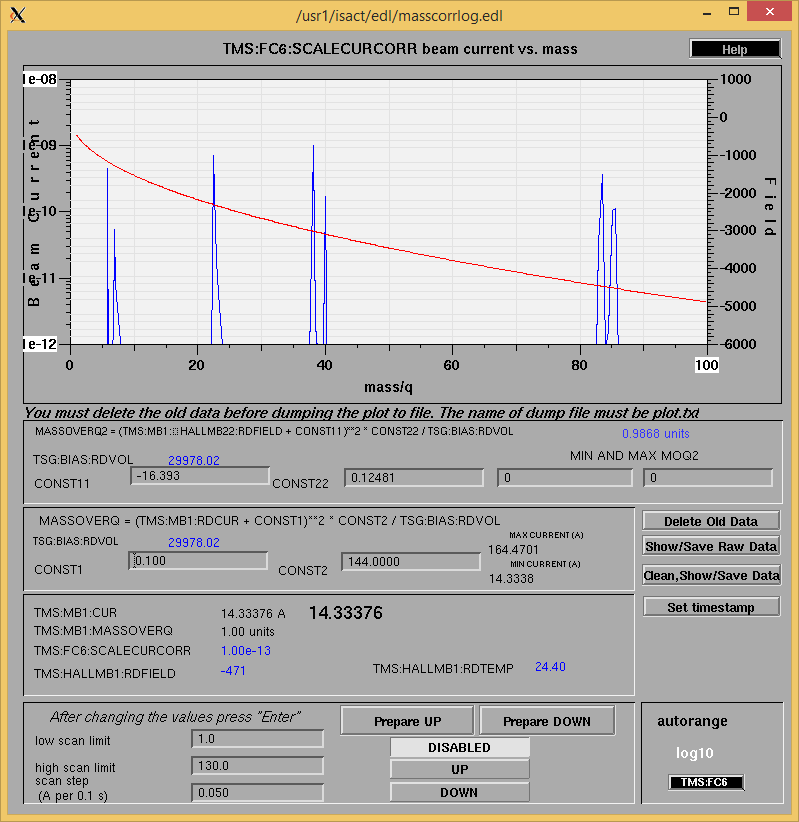 /usr1/isact/edl/masscorrlog.edl
TMS:FC6:SCALECURCORR beam current vs. mass
Help
1e-08
1e-09
1e-10
1e-11
1e-12
Beam Current
1000
0
-1000
-2000
-3000
-4000
-5000
-6000
Field
0 20 40 60 80 100
mass/q
You must delete the old data before dumping the plot to file. The name of dump file must be plot.txt
MASSOVERQ2 = (TMS:MB1: HALLMB22:RDFIELD + CONST11)**2 * CONST22 / TSG:BIAS:RDVOL
0.9868 units
TSG:BIAS:RDVOL 29978.02
MIN AND MAX MOQ2
CONST11 -16.393 CONST22 0.12481 0 0
MASSOVERQ = (TMS:MB1:RDCUR + CONST1)**2 * CONST2 / TSG:BIAS:RDVOL
TSG:BIAS:RDVOL 29978.02
MAX CURRENT (A)
164.4701
MIN CURRENT (A)
14.3338
CONST1 0.100 CONST2 144.0000
Delete Old Data
Show/Save Raw Data
Clean,Show/Save Data
Set timestamp
TMS:MB1:CUR 14.33376 A 14.33376
TMS:MB1:MASSOVERQ 1.00 units
TMS:FC6:SCALECURCORR 1.00e-13
TMS:HALLMB1:RDFIELD -471 TMS:HALLMB1:RDTEMP 24.40
After changing the values press "Enter"
low scan limit 1.0
high scan limit 130.0
scan step
(A per 0.1 s) 0.050
Prepare UP
Prepare DOWN
DISABLED
UP
DOWN
autorange
log10
TMS:FC6